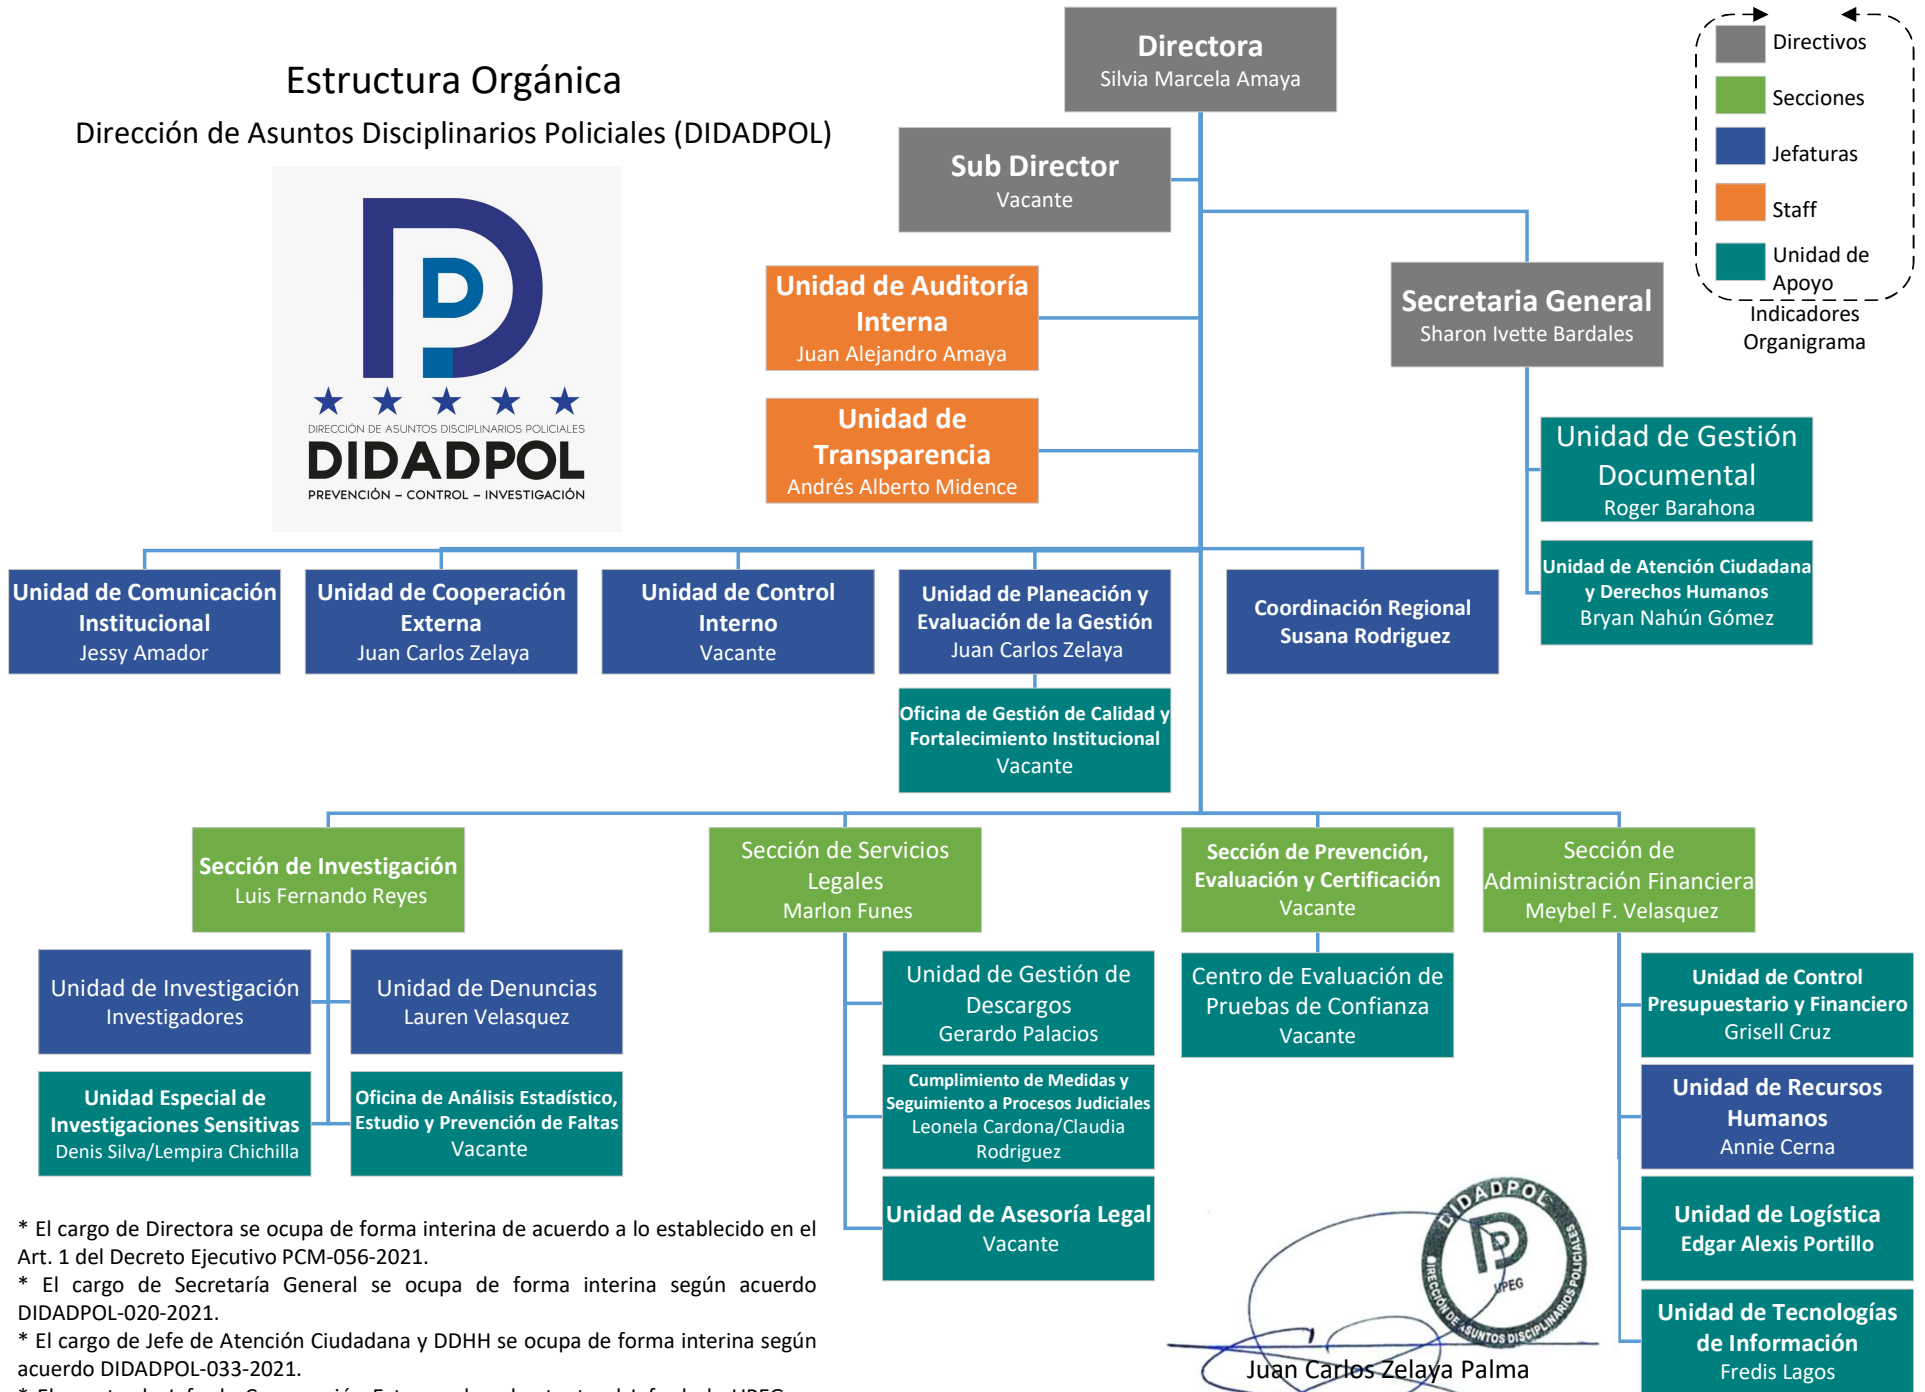 Estructura Orgánica
Dirección de Asuntos Disciplinarios Policiales (DIDADPOL)
DIRECCIÓN DE ASUNTOS DISCIPLINARIOS POLICIALES
DIDADPOL
PREVENCIÓN – CONTROL – INVESTIGACIÓN
Directora
Silvia Marcela Amaya
Sub Director
Vacante
Directivos
Secciones
Jefaturas
Staff
Unidad de
Apoyo
Indicadores
Organigrama
Unidad de Auditoría
Interna
Juan Alejandro Amaya
Secretaria General
Sharon Ivette Bardales
Unidad de
Transparencia
Andrés Alberto Midence
Unidad de Gestión
Documental
Roger Barahona
Unidad de Atención Ciudadana
y Derechos Humanos
Bryan Nahún Gómez
Unidad de Comunicación
Institucional
Jessy Amador
Unidad de Cooperación
Externa
Juan Carlos Zelaya
Unidad de Control
Interno
Vacante
Unidad de Planeación y
Evaluación de la Gestión
Juan Carlos Zelaya
Coordinación Regional
Susana Rodriguez
Oficina de Gestión de Calidad y
Fortalecimiento Institucional
Vacante
Sección de Investigación
Luis Fernando Reyes
Sección de Servicios
Legales
Marlon Funes
Sección de Prevención,
Evaluación y Certificación
Vacante
Sección de
Administración Financiera
Meybel F. Velasquez
Unidad de Investigación
Investigadores
Unidad de Denuncias
Lauren Velasquez
Unidad Especial de
Investigaciones Sensitivas
Denis Silva/Lempira Chichilla
Oficina de Análisis Estadístico,
Estudio y Prevención de Faltas
Vacante
Unidad de Gestión de
Descargos
Gerardo Palacios
Cumplimiento de Medidas y
Seguimiento a Procesos Judiciales
Leonela Cardona/Claudia
Rodriguez
Unidad de Asesoría Legal
Vacante
Centro de Evaluación de
Pruebas de Confianza
Vacante
Unidad de Control
Presupuestario y Financiero
Grisell Cruz
Unidad de Recursos
Humanos
Annie Cerna
Unidad de Logística
Edgar Alexis Portillo
Unidad de Tecnologías
de Información
Fredis Lagos
* El cargo de Directora se ocupa de forma interina de acuerdo a lo establecido en el
Art. 1 del Decreto Ejecutivo PCM-056-2021.
* El cargo de Secretaría General se ocupa de forma interina según acuerdo
DIDADPOL-020-2021.
* El cargo de Jefe de Atención Ciudadana y DDHH se ocupa de forma interina según
acuerdo DIDADPOL-033-2021.
DIDADPOL
UPEG
DIRECCIÓN DE ASUNTOS DISCIPLINARIOS POLICIALES
Juan Carlos Zelaya Palma